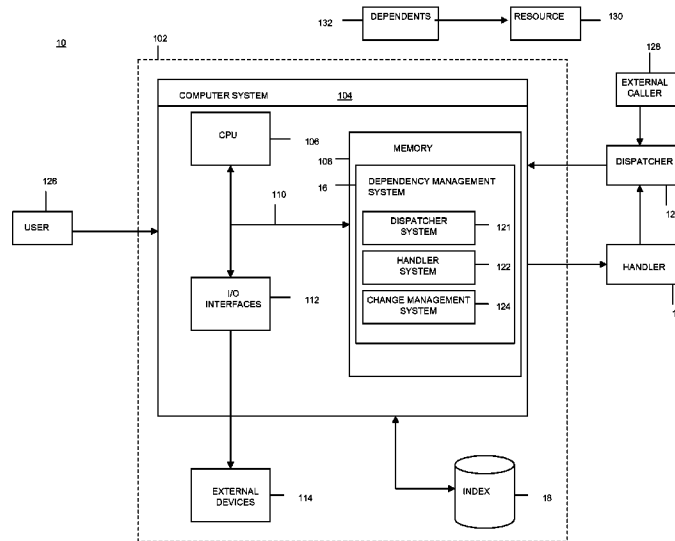 132
DEPENDENTS
RESOURCE
130
10
102
128
EXTERNAL
CALLER
COMPUTER SYSTEM
104
CPU
106
MEMORY
108
DISPATCHER
16
DEPENDENCY MANAGEMENT
SYSTEM
126
110
DISPATCHER
SYSTEM
121
USER
HANDLER
SYSTEM
122
HANDLER
I/O
INTERFACES
112
CHANGE MANAGEMENT
SYSTEM
124
EXTERNAL
DEVICES
114
INDEX
18